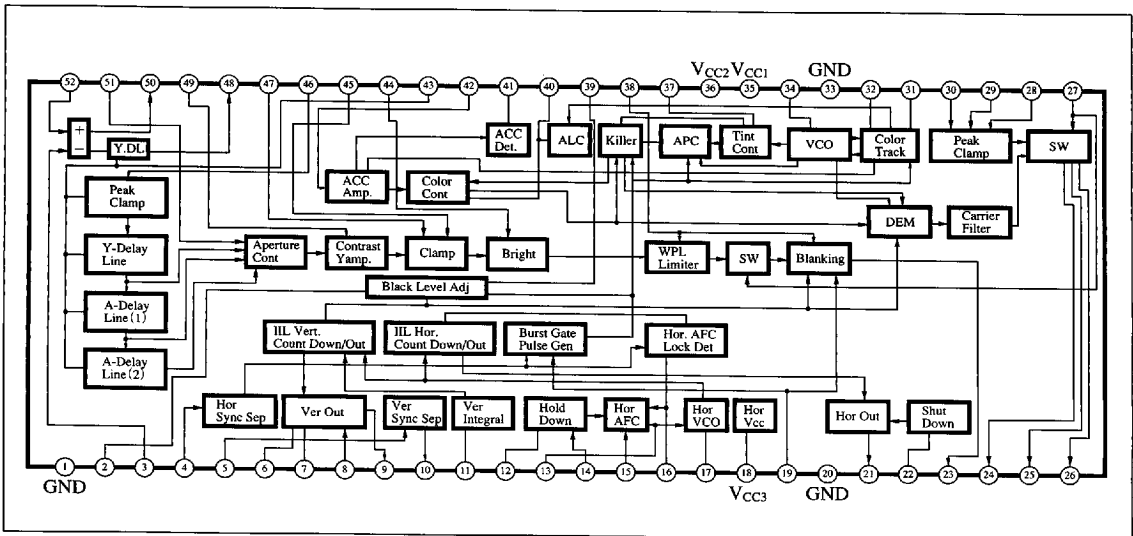 V_CC2 V_CC1 GND
52 51 50 49 48 47 46 45 44 43 42 41 40 39 38 37 36 35 34 33 32 31 30 29 28 27
+
−
Y.DL
ACC Det.
ALC
Killer
APC
Tint Cont
VCO
Color Track
Peak Clamp
SW
Peak Clamp
ACC Amp.
Color Cont
DEM
Carrier Filter
Y-Delay Line
Aperture Cont
Contrast Yamp.
Clamp
Bright
WPL Limiter
SW
Blanking
A-Delay Line(1)
Black Level Adj
A-Delay Line(2)
IIL Vert. Count Down/Out
IIL Hor. Count Down/Out
Burst Gate Pulse Gen
Hor. AFC Lock Det
Hor Sync Sep
Ver Out
Ver Sync Sep
Ver Integral
Hold Down
Hor AFC
Hor VCO
Hor Vcc
Hor Out
Shut Down
1 2 3 4 5 6 7 8 9 10 11 12 13 14 15 16 17 18 19 20 21 22 23 24 25 26
GND V_CC3 GND